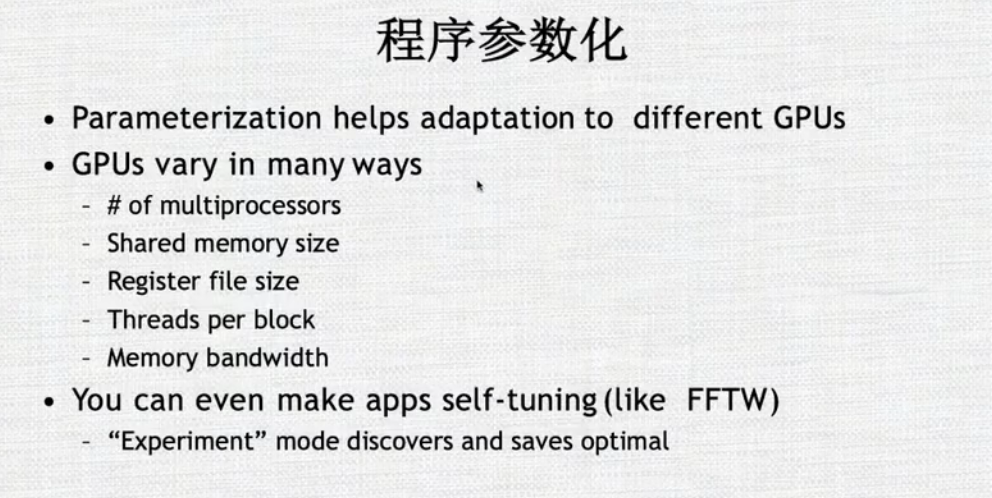 程序参数化
• Parameterization helps adaptation to different GPUs
• GPUs vary in many ways
- # of multiprocessors
- Shared memory size
- Register file size
- Threads per block
- Memory bandwidth
• You can even make apps self-tuning (like FFTW)
- “Experiment” mode discovers and saves optimal